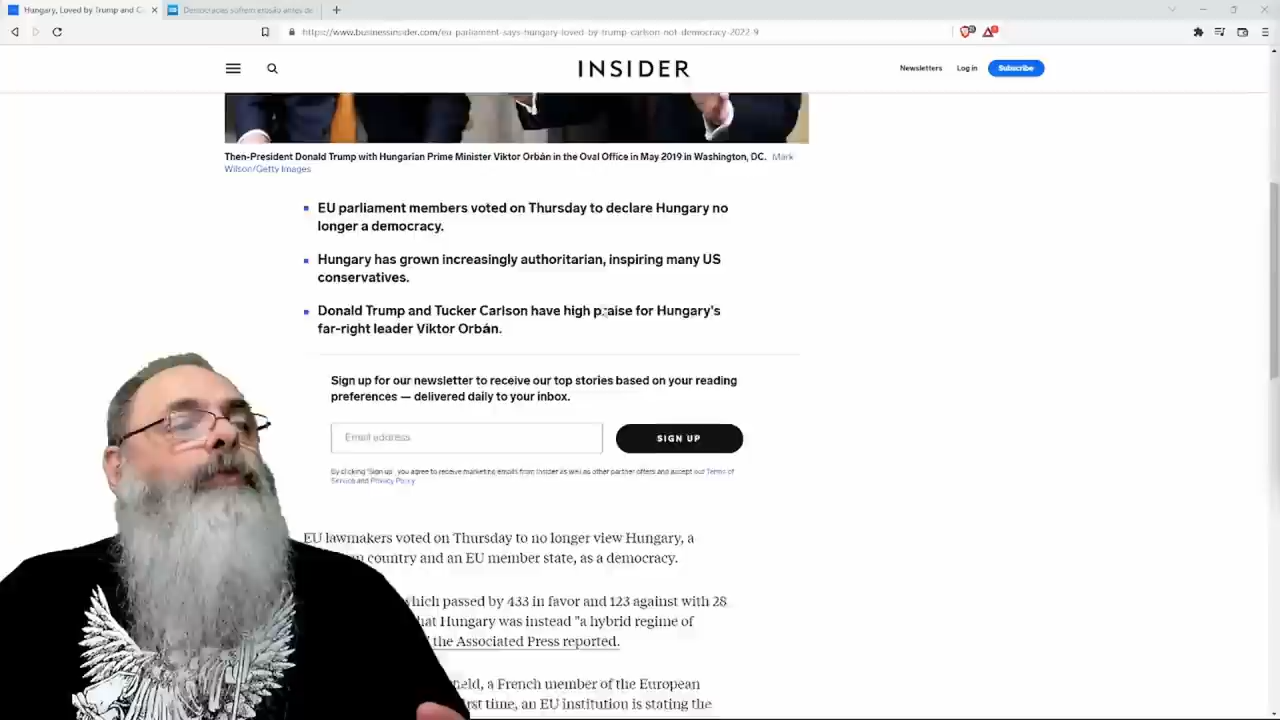 Hungary, Loved by Trump and C
Democracias sofrem erosão antes de
https://www.businessinsider.com/eu-parliament-says-hungary-loved-by-trump-carlson-not-democracy-2022-9
INSIDER
Newsletters Log in Subscribe
Then-President Donald Trump with Hungarian Prime Minister Viktor Orbán in the Oval Office in May 2019 in Washington, DC. Mark
Wilson/Getty Images
EU parliament members voted on Thursday to declare Hungary no
longer a democracy.
Hungary has grown increasingly authoritarian, inspiring many US
conservatives.
Donald Trump and Tucker Carlson have high praise for Hungary's
far-right leader Viktor Orbán.
Sign up for our newsletter to receive our top stories based on your reading
preferences — delivered daily to your inbox.
Email address
SIGN UP
By clicking 'Sign up', you agree to receive marketing emails from Insider as well as other partner offers and accept our Terms of
Service and Privacy Policy
EU lawmakers voted on Thursday to no longer view Hungary, a
country and an EU member state, as a democracy.
which passed by 433 in favor and 123 against with 28
that Hungary was instead "a hybrid regime of
the Associated Press reported.
a French member of the European
time, an EU institution is stating the